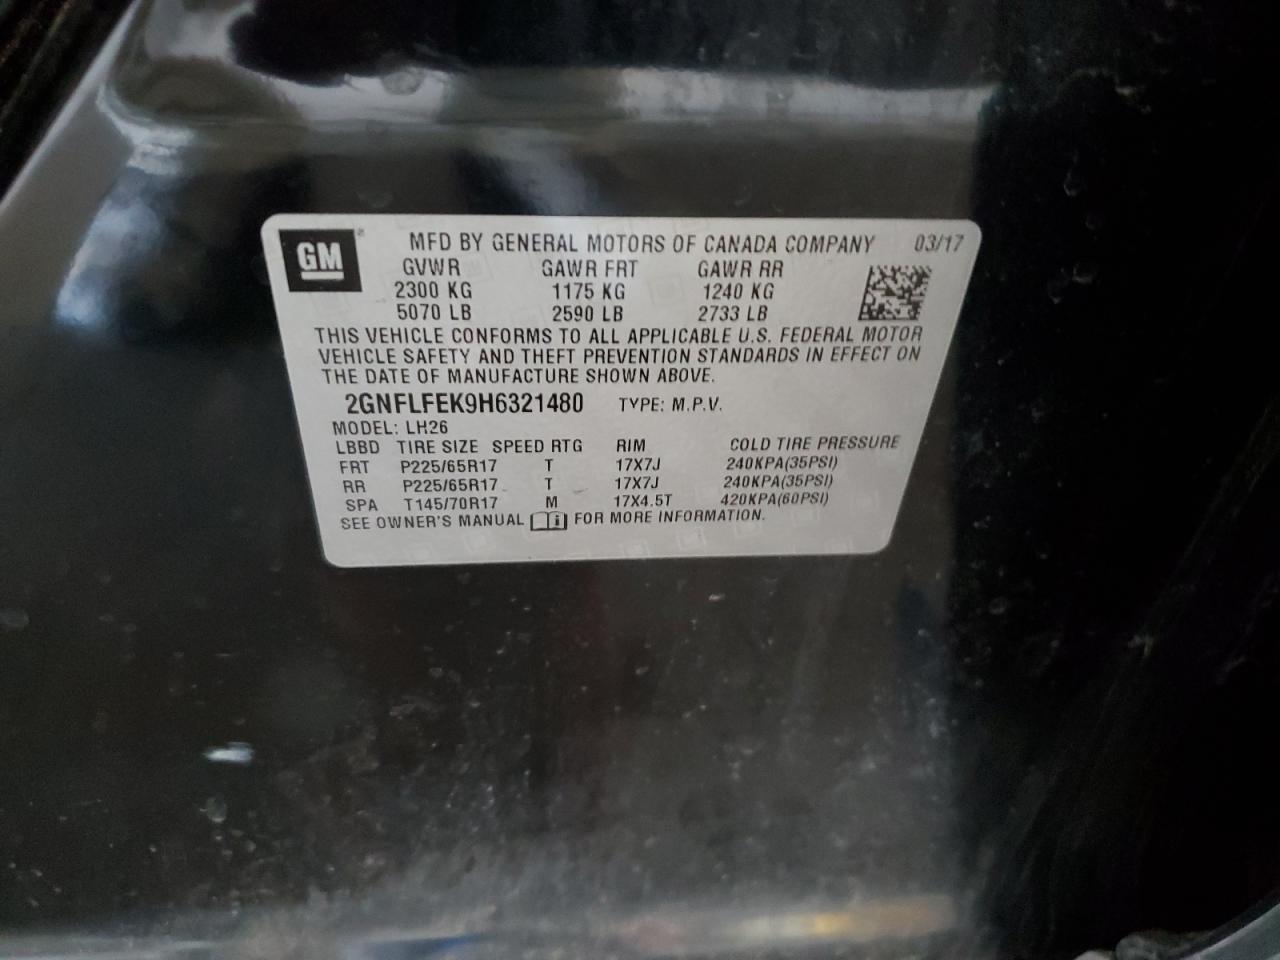 GM
MFD BY GENERAL MOTORS OF CANADA COMPANY 03/17
GVWR GAWR FRT GAWR RR
2300 KG 1175 KG 1240 KG
5070 LB 2590 LB 2733 LB
THIS VEHICLE CONFORMS TO ALL APPLICABLE U.S. FEDERAL MOTOR
VEHICLE SAFETY AND THEFT PREVENTION STANDARDS IN EFFECT ON
THE DATE OF MANUFACTURE SHOWN ABOVE.
2GNFLFEK9H6321480 TYPE: M.P.V.
MODEL: LH26
LBBD TIRE SIZE SPEED RTG RIM COLD TIRE PRESSURE
FRT P225/65R17 T 17X7J 240KPA(35PSI)
RR P225/65R17 T 17X7J 240KPA(35PSI)
SPA T145/70R17 M 17X4.5T 420KPA(60PSI)
SEE OWNER'S MANUAL i FOR MORE INFORMATION.